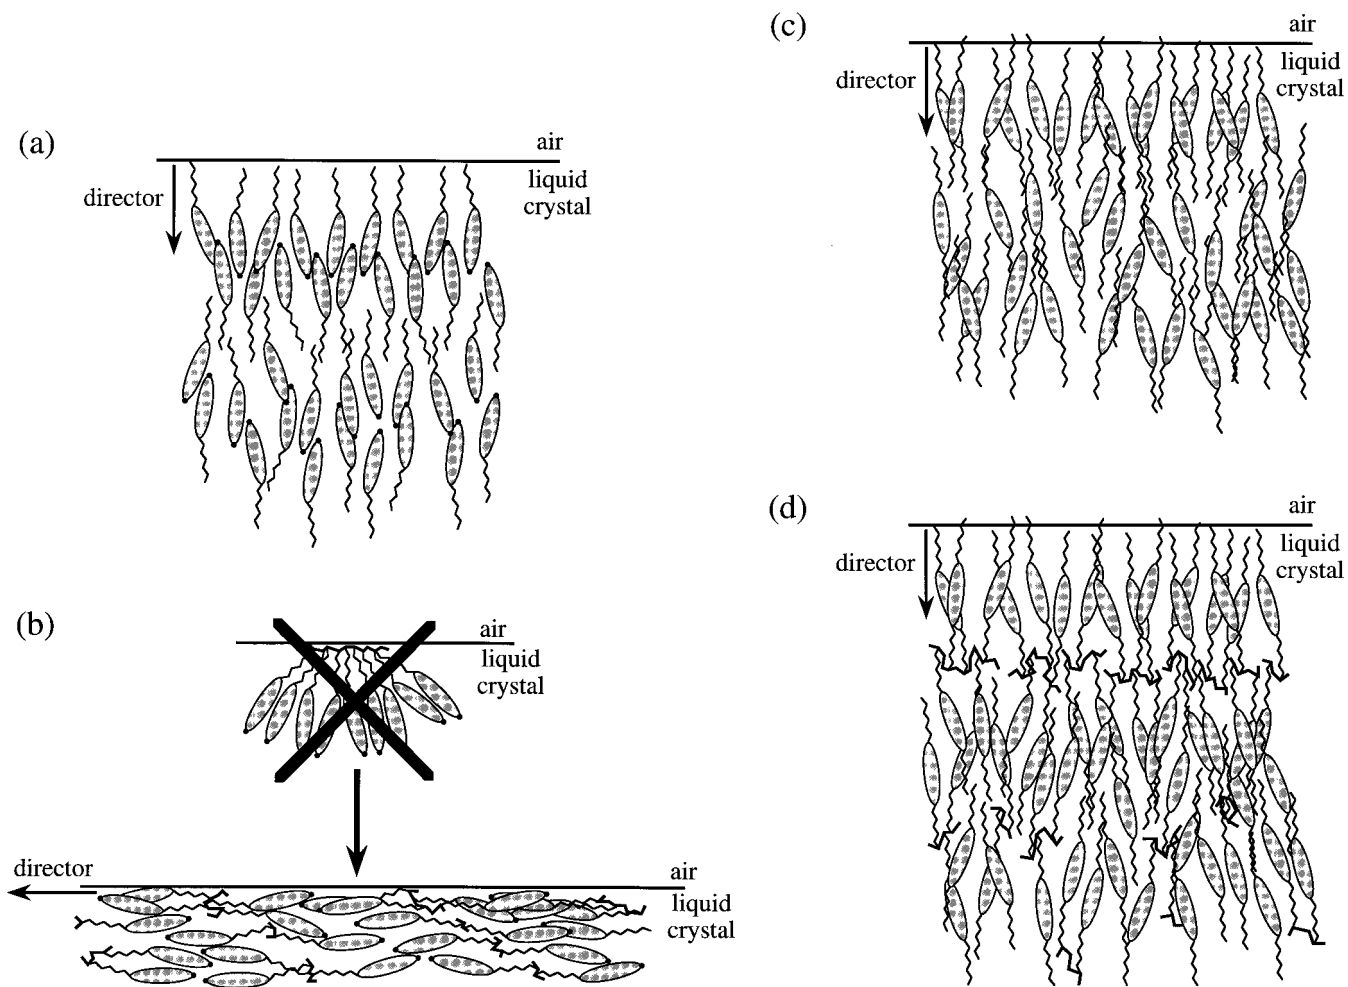 (a)
air
director
liquid
crystal
(b)
air
liquid
crystal
director
air
liquid
crystal
(c)
air
director
liquid
crystal
(d)
air
director
liquid
crystal